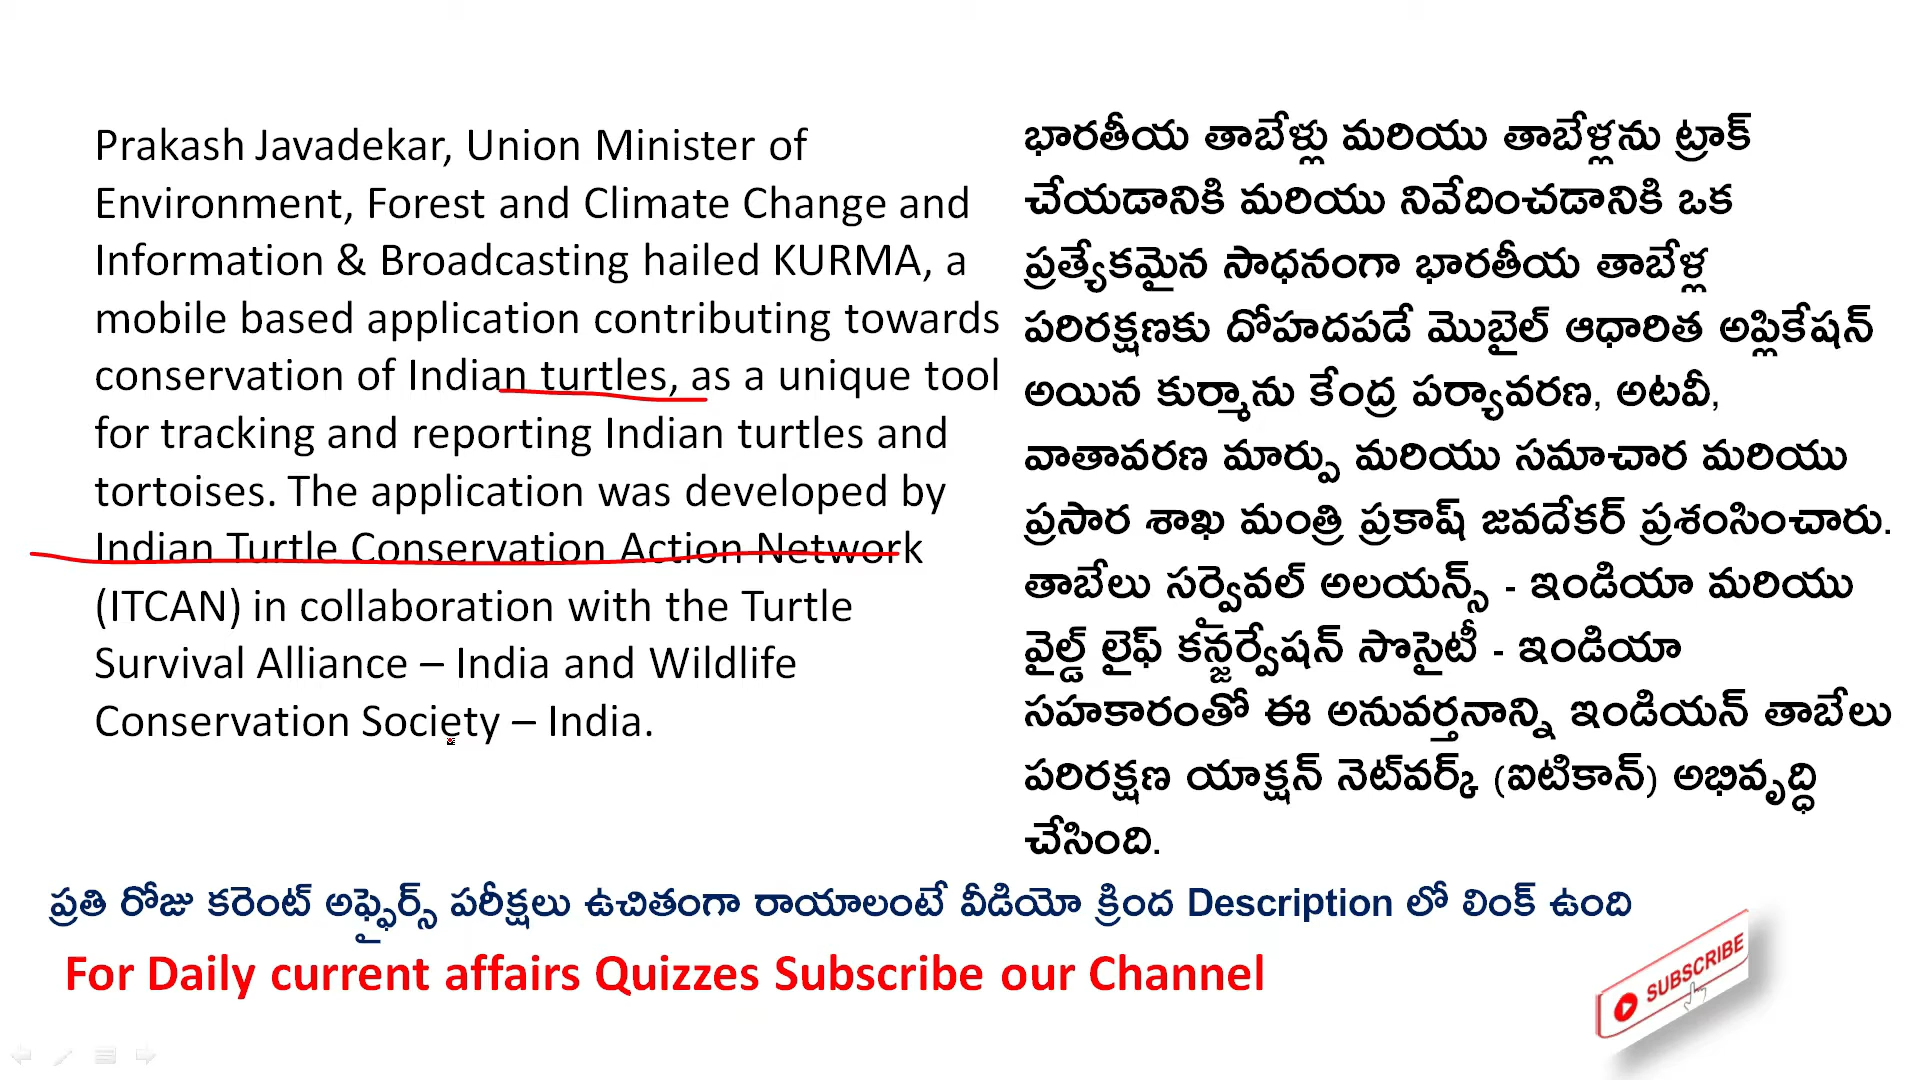 Prakash Javadekar, Union Minister of
Environment, Forest and Climate Change and
Information & Broadcasting hailed KURMA, a
mobile based application contributing towards
conservation of Indian turtles, as a unique tool
for tracking and reporting Indian turtles and
tortoises. The application was developed by
Indian Turtle Conservation Action Network
(ITCAN) in collaboration with the Turtle
Survival Alliance – India and Wildlife
Conservation Society – India.
భారతీయ తాబేళ్లు మరియు తాబేళ్లను ట్రాక్
చేయడానికి మరియు నివేదించడానికి ఒక
ప్రత్యేకమైన సాధనంగా భారతీయ తాబేళ్ల
పరిరక్షణకు దోహదపడే మొబైల్ ఆధారిత అప్లికేషన్
అయిన కుర్మాను కేంద్ర పర్యావరణ, అటవీ,
వాతావరణ మార్పు మరియు సమాచార మరియు
ప్రసార శాఖ మంత్రి ప్రకాష్ జవదేకర్ ప్రశంసించారు.
తాబేలు సర్వైవల్ అలయన్స్ - ఇండియా మరియు
వైల్డ్ లైఫ్ కన్జర్వేషన్ సొసైటీ - ఇండియా
సహకారంతో ఈ అనువర్తనాన్ని ఇండియన్ తాబేలు
పరిరక్షణ యాక్షన్ నెట్‌వర్క్ (ఐటికాన్) అభివృద్ధి
చేసింది.
ప్రతి రోజు కరెంట్ అఫ్ఫైర్స్ పరీక్షలు ఉచితంగా రాయాలంటే వీడియో క్రింద Description లో లింక్ ఉంది
For Daily current affairs Quizzes Subscribe our Channel
SUBSCRIBE